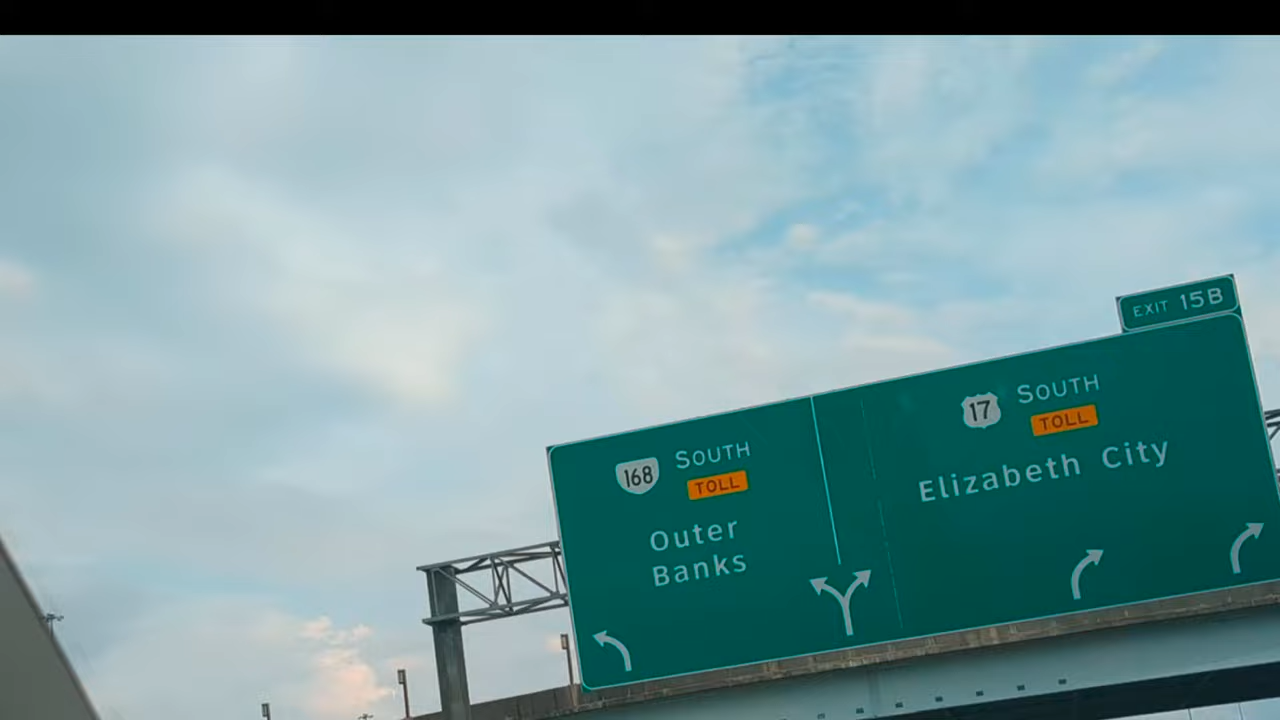 EXIT 15B
168 SOUTH
TOLL
Outer
Banks
17 SOUTH
TOLL
Elizabeth City